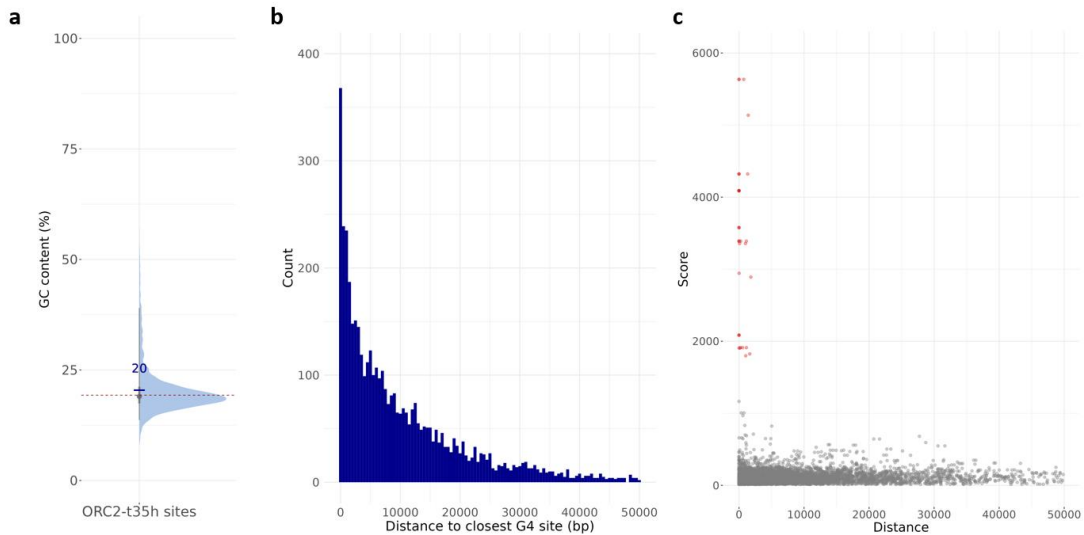 a
100
75
50
25
0
GC content (%)
20
ORC2-t35h sites
b
400
300
200
100
0
Count
0 10000 20000 30000 40000 50000
Distance to closest G4 site (bp)
c
6000
4000
2000
0
Score
0 10000 20000 30000 40000 50000
Distance